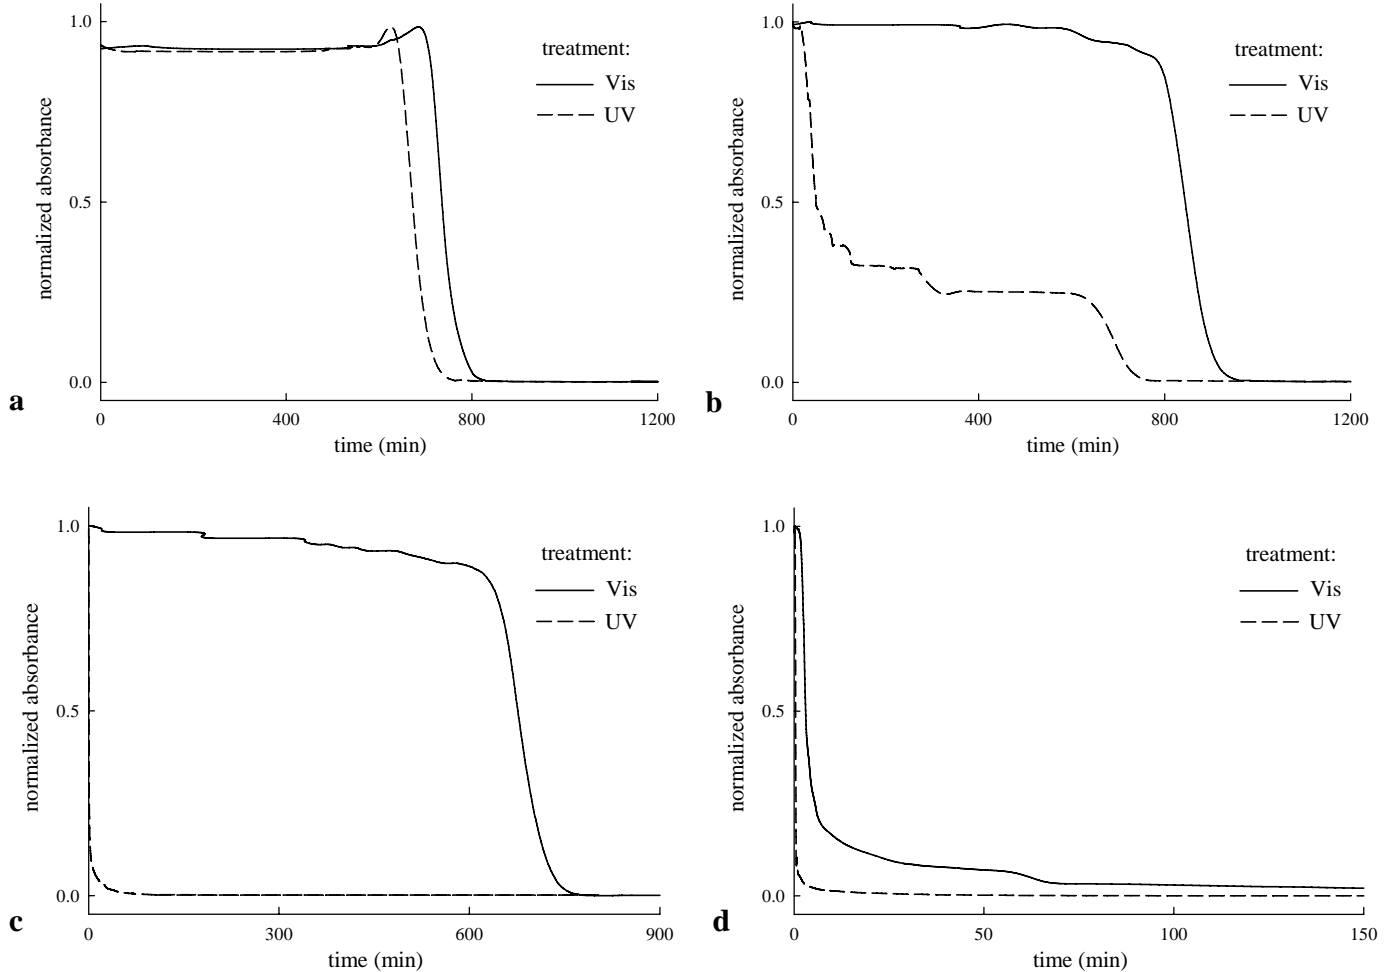 1.0
0.5
0.0
normalized absorbance
treatment:
Vis
UV
0
400
800
1200
time (min)
a
1.0
0.5
0.0
normalized absorbance
treatment:
Vis
UV
0
400
800
1200
time (min)
b
1.0
0.5
0.0
normalized absorbance
treatment:
Vis
UV
0
300
600
900
time (min)
c
1.0
0.5
0.0
normalized absorbance
treatment:
Vis
UV
0
50
100
150
time (min)
d